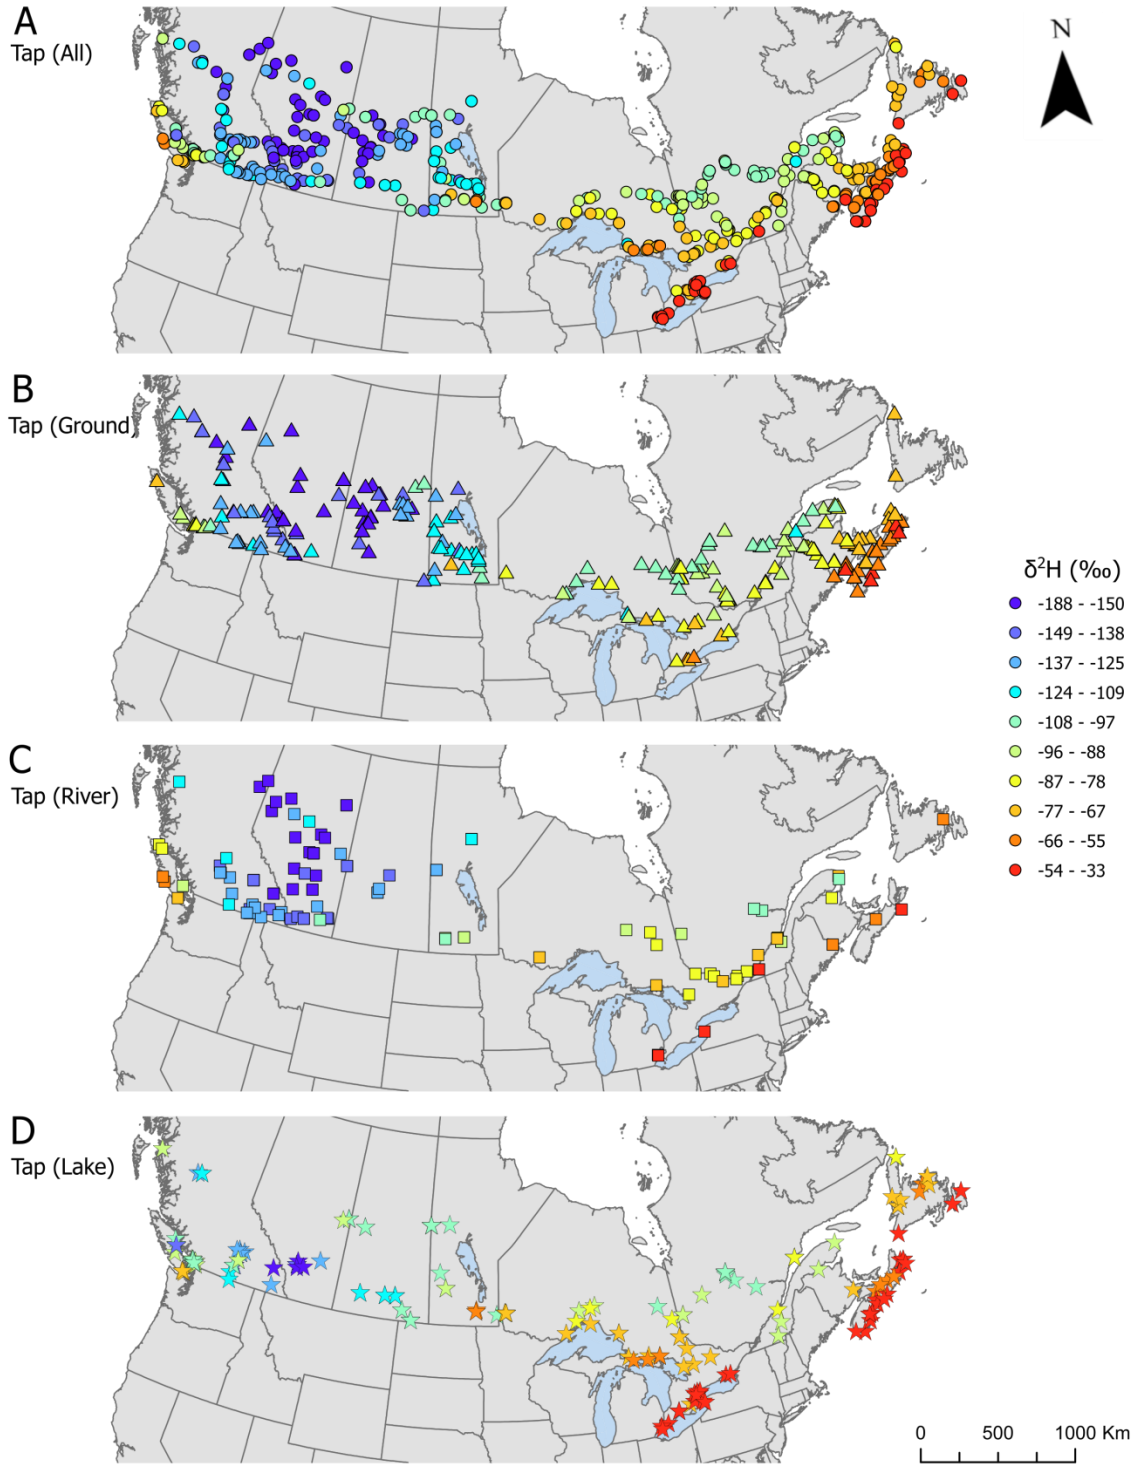 A
Tap (All)
N
B
Tap (Ground)
C
Tap (River)
D
Tap (Lake)
δ²H (‰)
-188 - -150
-149 - -138
-137 - -125
-124 - -109
-108 - -97
-96 - -88
-87 - -78
-77 - -67
-66 - -55
-54 - -33
0 500 1000 Km